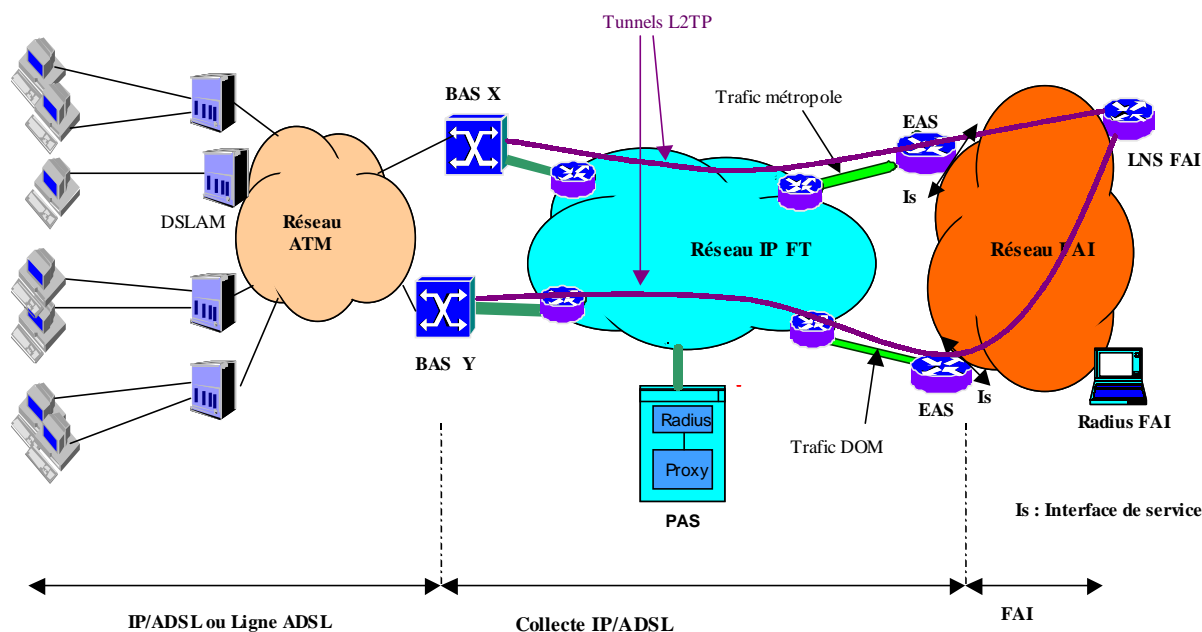 Tunnels L2TP
BAS X
Trafic métropole
EAS
LNS FAI
Is
DSLAM
Réseau
ATM
Réseau IP FT
Réseau FAI
BAS Y
EAS
Is
Radius FAI
Radius
Trafic DOM
Proxy
PAS
Is : Interface de service
IP/ADSL ou Ligne ADSL
Collecte IP/ADSL
FAI